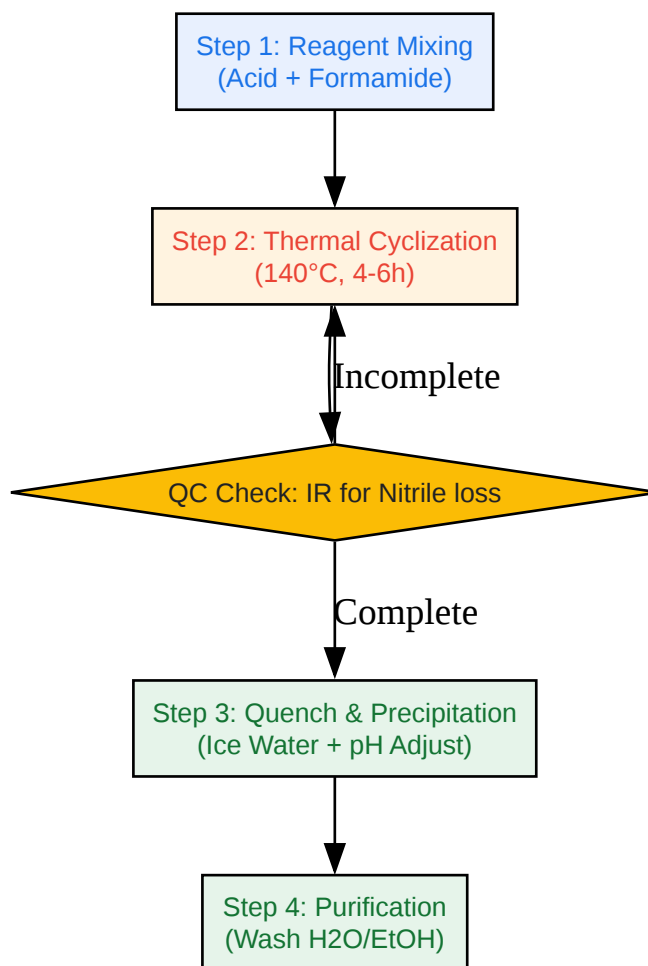 Step 1: Reagent Mixing
(Acid + Formamide)
Step 2: Thermal Cyclization
(140°C, 4-6h)
Incomplete
QC Check: IR for Nitrile loss
Complete
Step 3: Quench & Precipitation
(Ice Water + pH Adjust)
Step 4: Purification
(Wash H2O/EtOH)